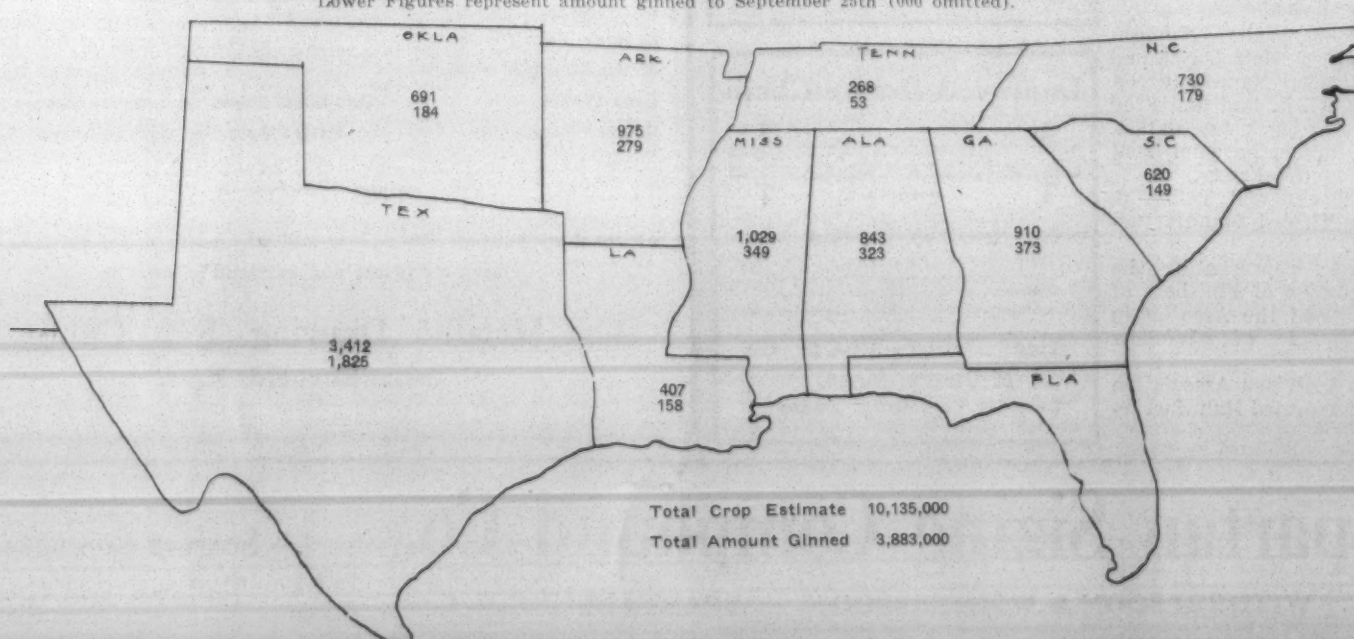 Lower Figures represent amount ginned to September 25th (000 omitted).
OKLA
691
184
ARK
975
279
TENN
268
53
N.C.
730
179
MISS
1,029
349
ALA
843
323
GA
910
373
S.C
620
149
TEX
3,412
1,825
LA
407
158
FLA
Total Crop Estimate 10,135,000
Total Amount Ginned 3,883,000